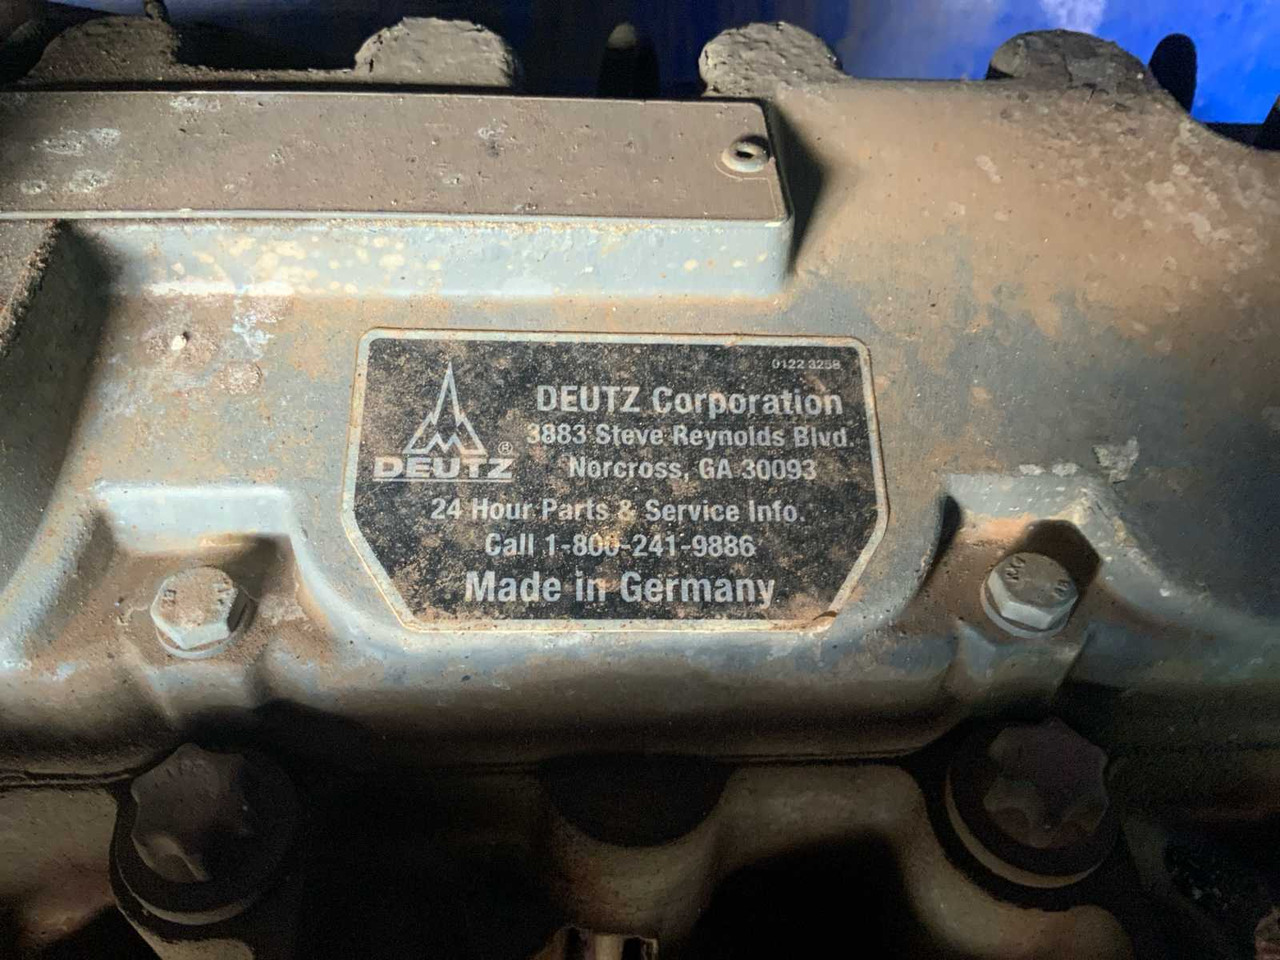 0122 3258
DEUTZ Corporation
3883 Steve Reynolds Blvd.
Norcross, GA 30093
DEUTZ®
24 Hour Parts & Service Info.
Call 1-800-241-9886
Made in Germany